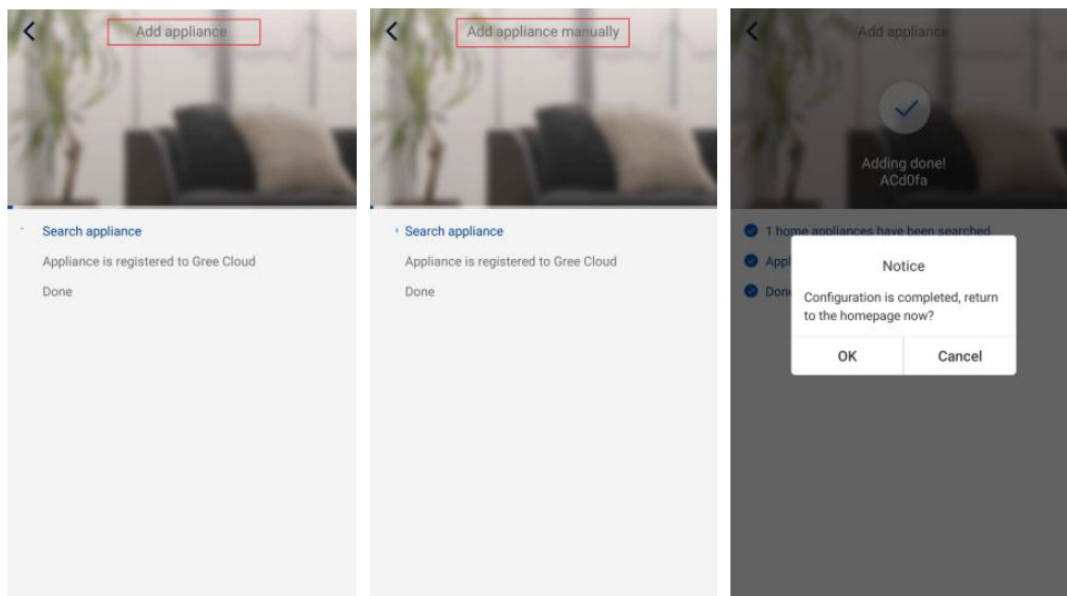 Add appliance
Search appliance
Appliance is registered to Gree Cloud
Done
Add appliance manually
Search appliance
Appliance is registered to Gree Cloud
Done
Add appliance
Adding done!
ACd0fa
1 home appliances have been searched
Appl
Done
Notice
Configuration is completed, return
to the homepage now?
OK
Cancel